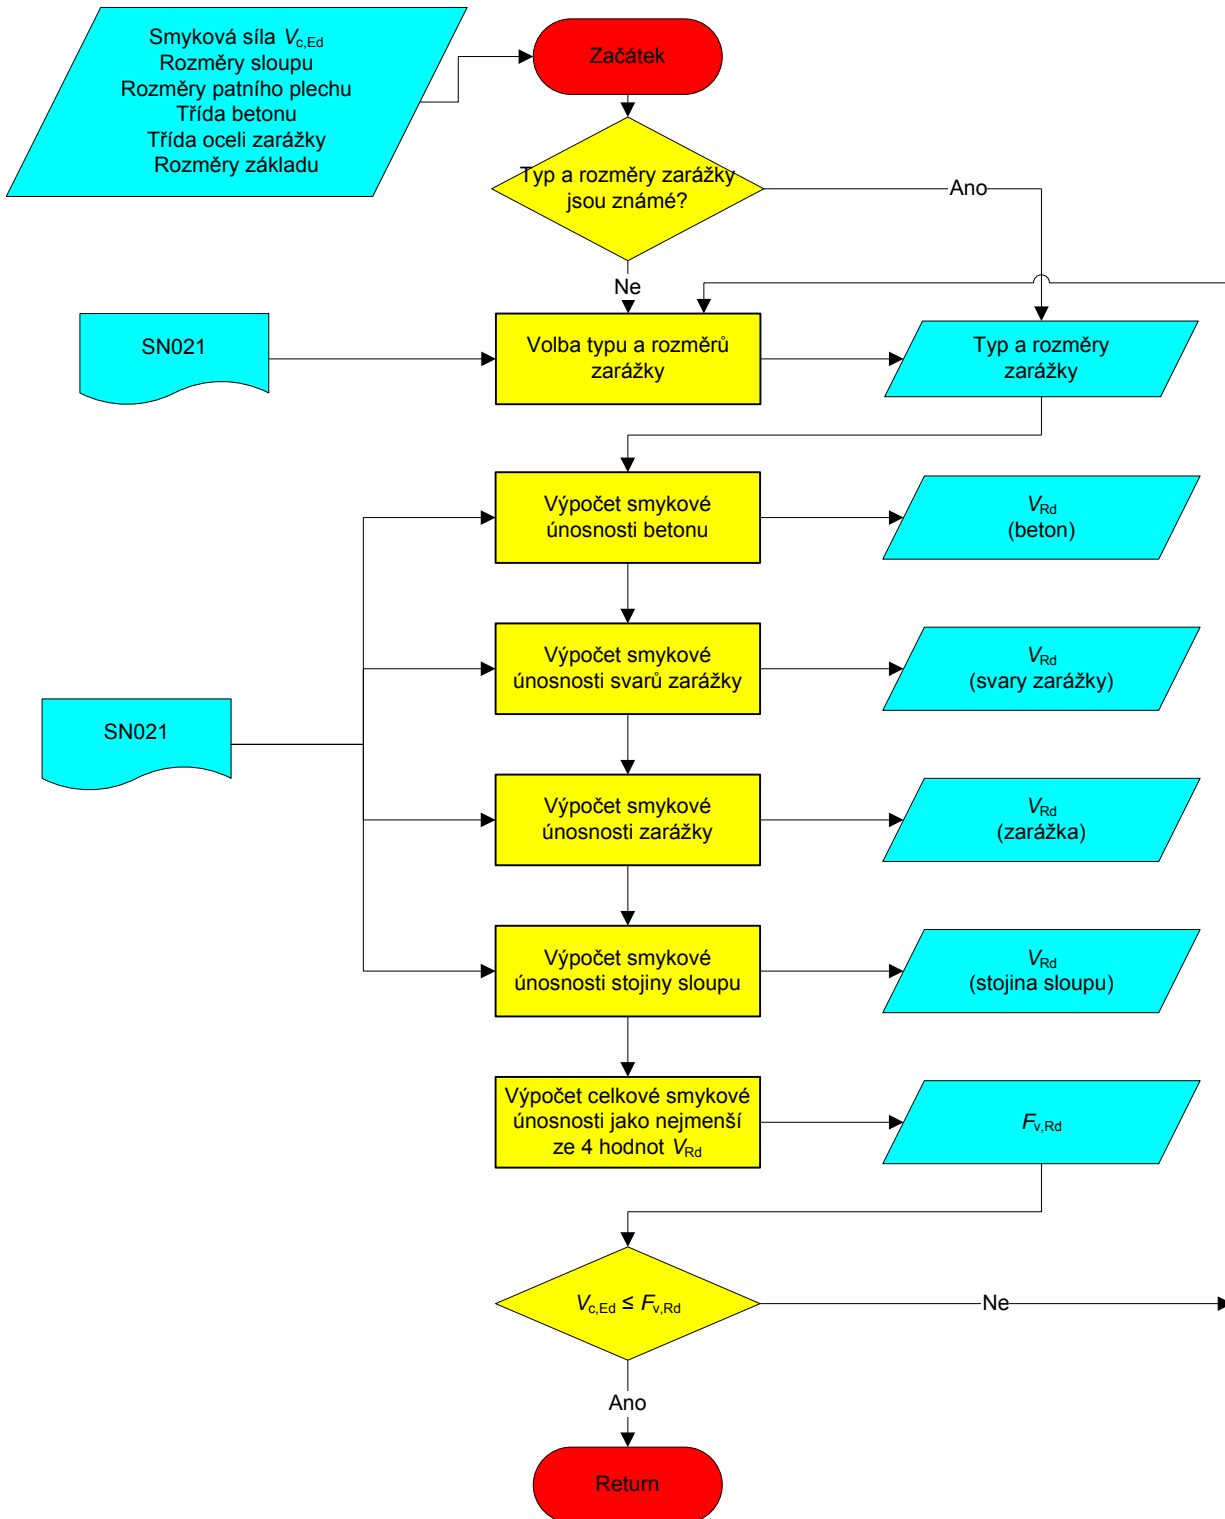 Smyková síla Vc,Ed
Rozměry sloupu
Rozměry patního plechu
Třída betonu
Třída oceli zarážky
Rozměry základu
Začátek
Typ a rozměry zarážky
jsou známé?
Ano
Ne
SN021
Volba typu a rozměrů
zarážky
Typ a rozměry
zarážky
Výpočet smykové
únosnosti betonu
VRd
(beton)
Výpočet smykové
únosnosti svarů zarážky
VRd
(svary zarážky)
SN021
Výpočet smykové
únosnosti zarážky
VRd
(zarážka)
Výpočet smykové
únosnosti stojiny sloupu
VRd
(stojina sloupu)
Výpočet celkové smykové
únosnosti jako nejmenší
ze 4 hodnot VRd
Fv,Rd
Vc,Ed ≤ Fv,Rd
Ne
Ano
Return